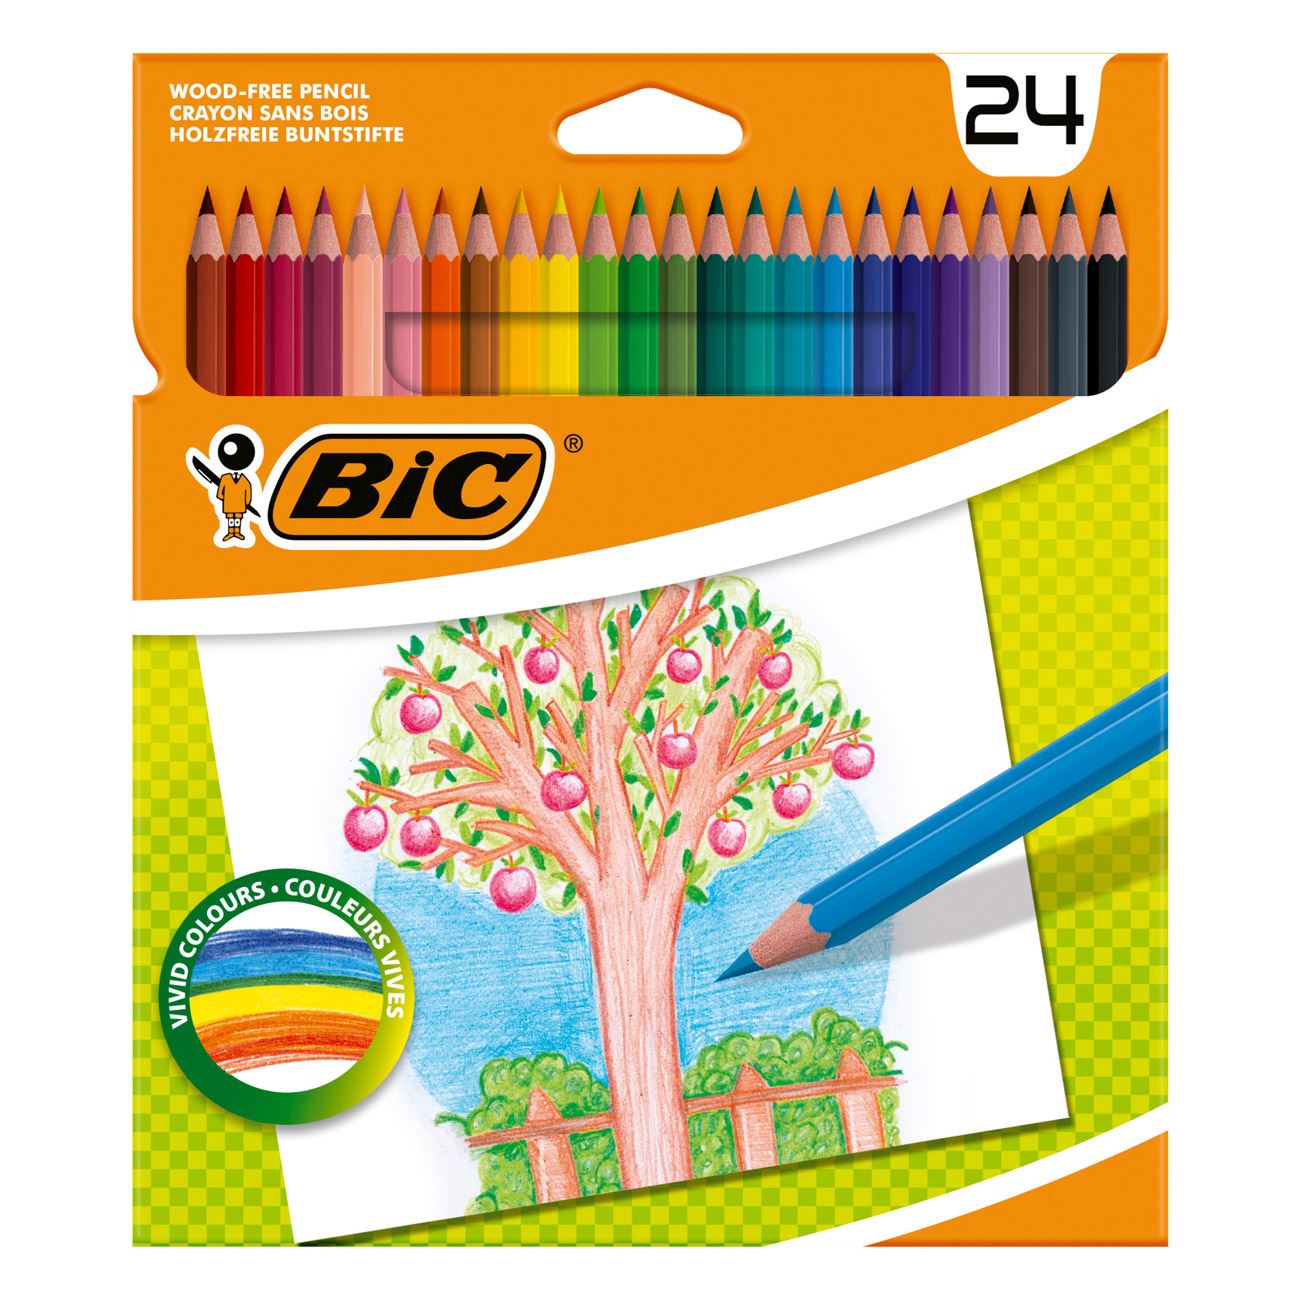 WOOD-FREE PENCIL
CRAYON SANS BOIS
HOLZFREIE BUNTSTIFTE
24
BiC®
VIVID COLOURS • COULEURS VIVES